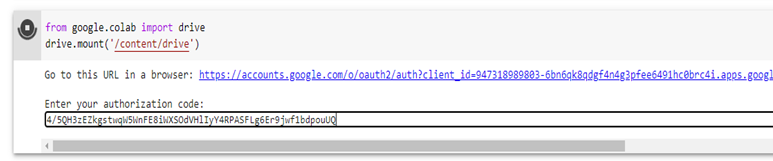 from google.colab import drive
drive.mount('/content/drive')
Go to this URL in a browser: https://accounts.google.com/o/oauth2/auth?client_id=947318989803-6bn6qk8qdgf4n4g3pfee6491hc0brc4i.apps.googl
Enter your authorization code:
4/5QH3zEZkgstwqW5WnFE8iWXSOdVHlIyY4RPASFLg6Er9jwf1bdpouUQ